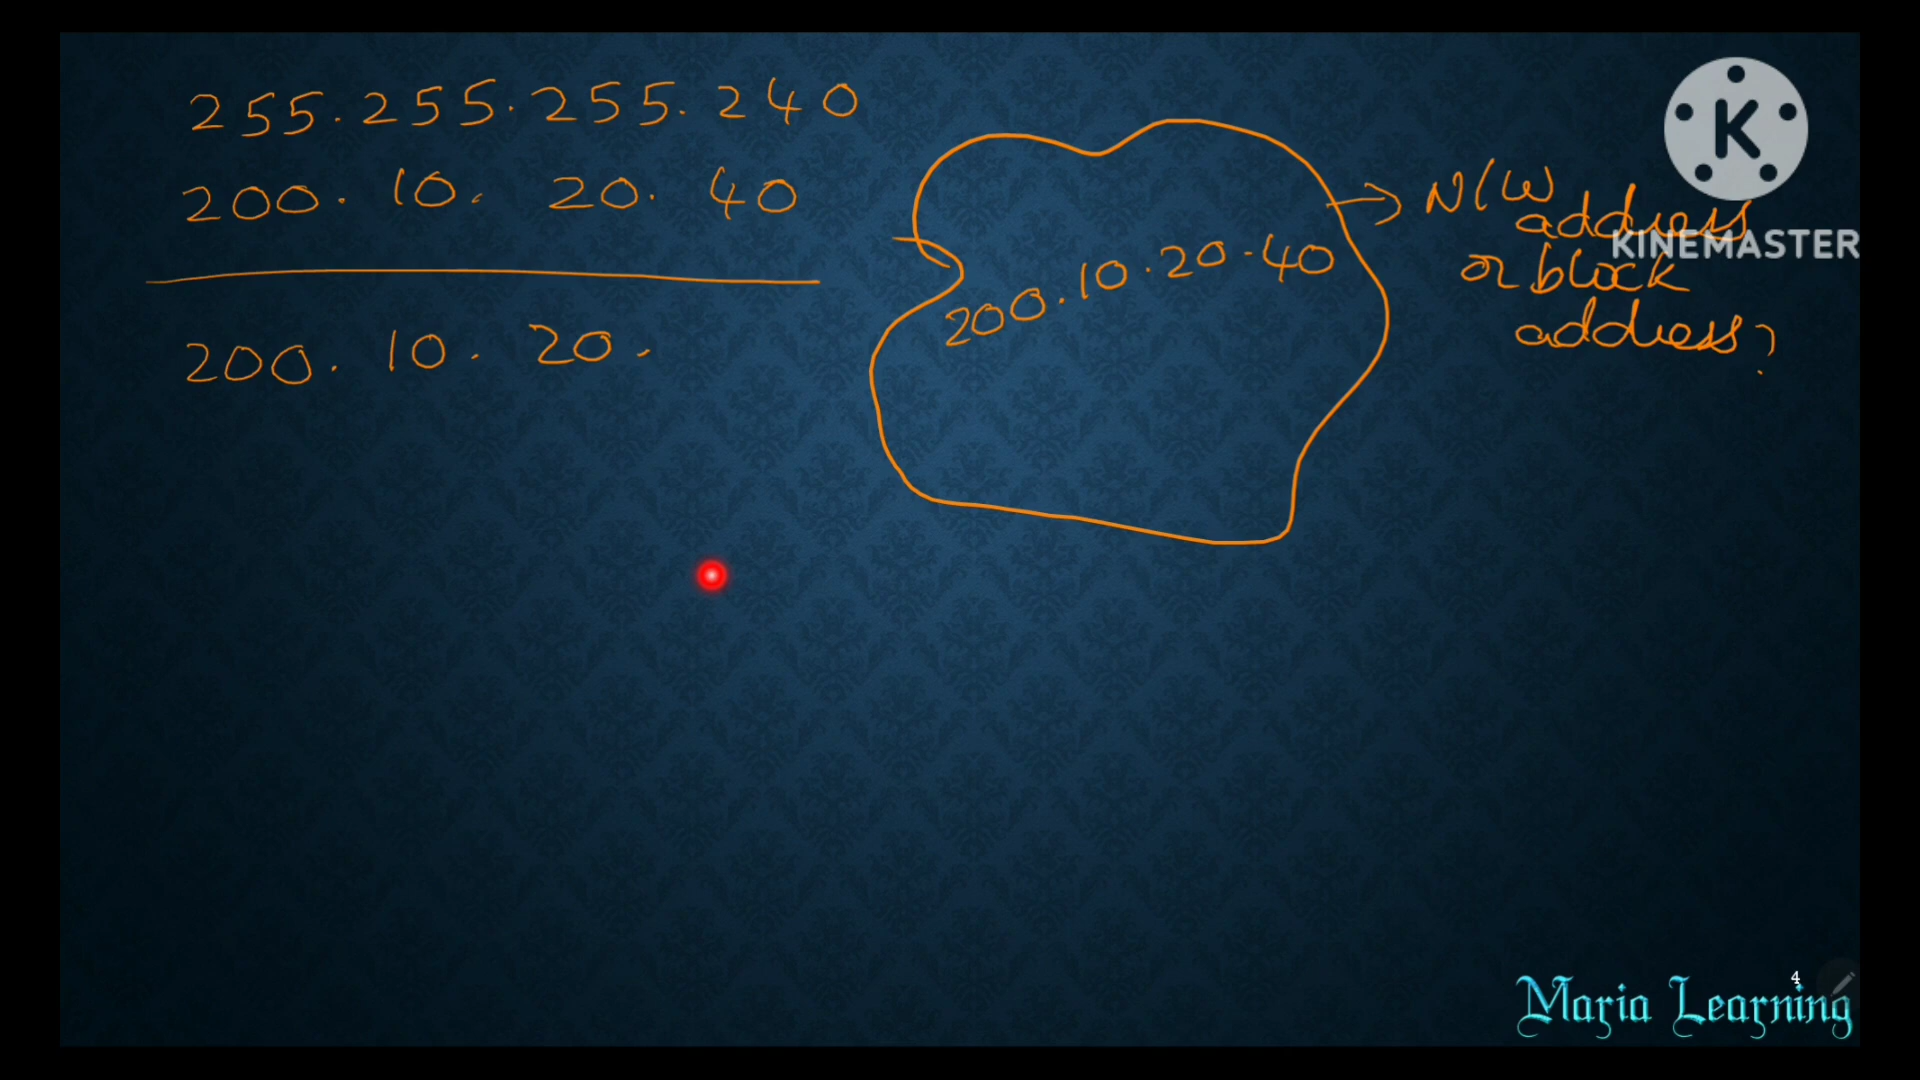 255.255.255.240
200. 10. 20. 40
200. 10. 20.
200.10.20.40
N/W
address
or block
address?
K
KINEMASTER
4
Maria Learning